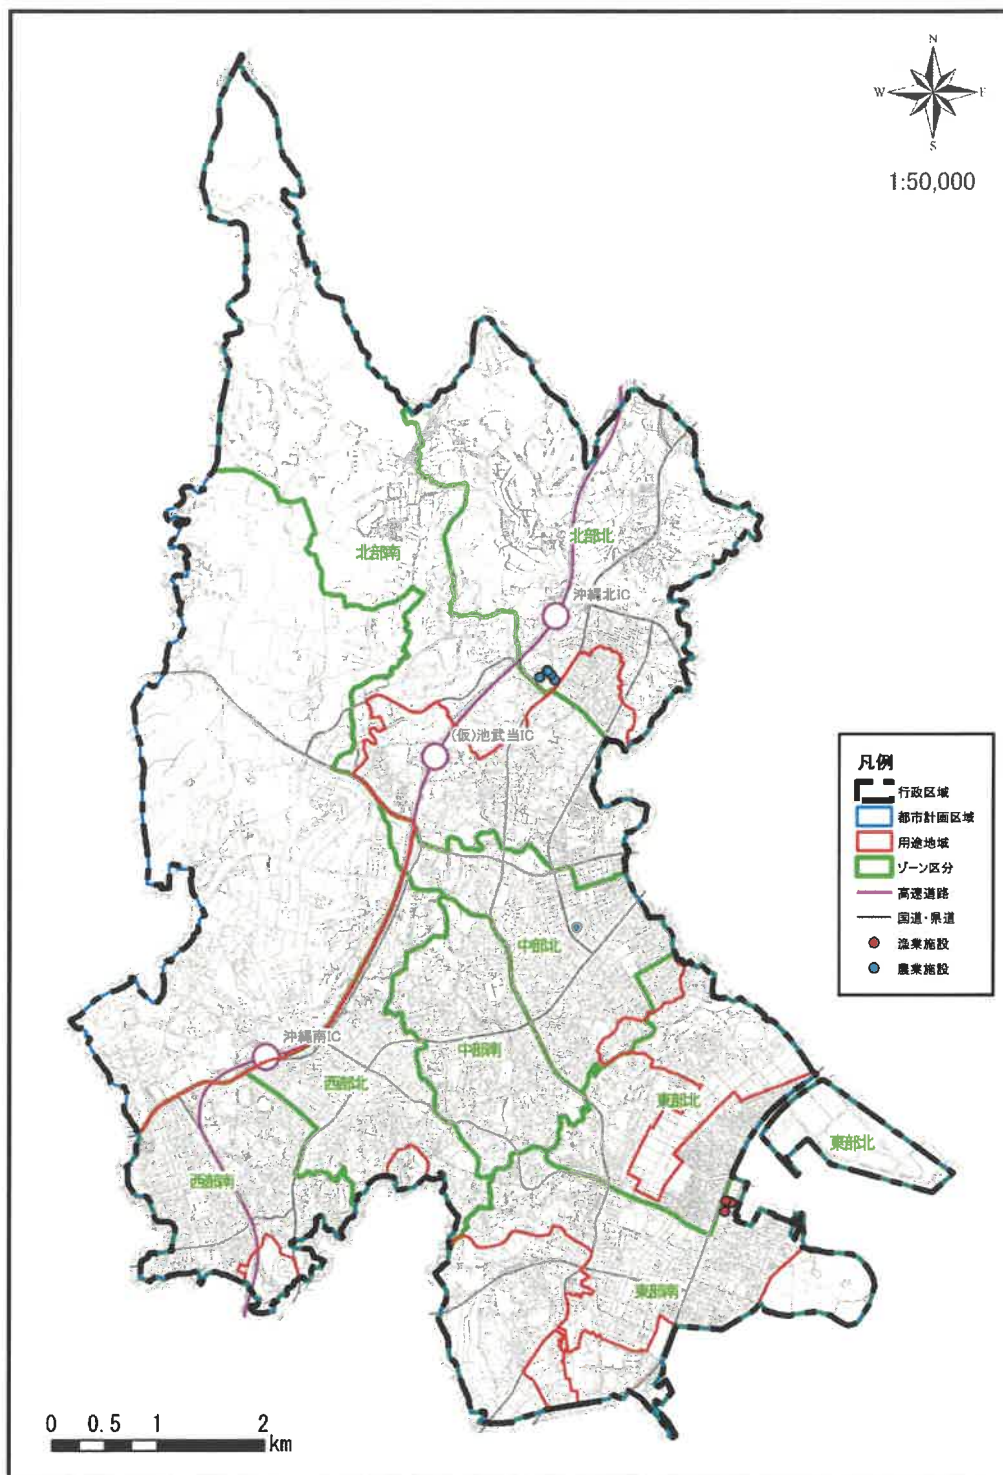 N
W E
S
1:50,000
北部北
北部南
沖縄北IC
(仮)池武当IC
凡例
行政区域
都市計画区域
用途地域
ゾーン区分
高速道路
国道・県道
漁業施設
農業施設
中部北
沖縄南IC
中部南
西部北
東部北
東部北
西部南
東部南
0 0.5 1 2
km